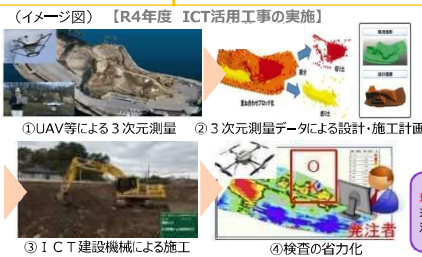 （イメージ図）【R4年度 ICT活用工事の実施】
①UAV等による３次元測量
②３次元測量データによる設計・施工計画
③ＩＣＴ建設機械による施工
O
K
発注者
④検査の省力化